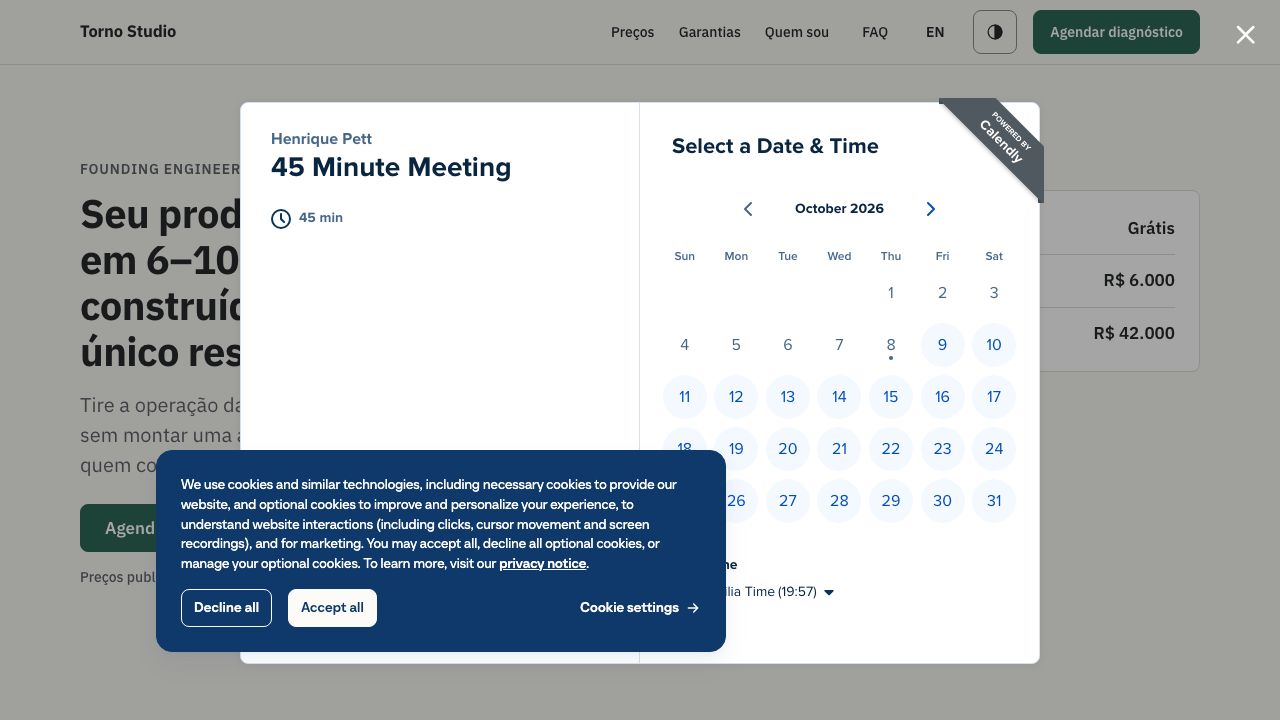 Torno Studio
Preços
Garantias
Quem sou
FAQ
EN
Agendar diagnóstico
FOUNDING ENGINEER
Seu prod
em 6–10
construíd
único res
Tire a operação da
sem montar uma a
quem co
Agend
Preços publ
Grátis
R$ 6.000
R$ 42.000
Henrique Pett
45 Minute Meeting
45 min
POWERED BY
Calendly
Select a Date & Time
October 2026
Sun Mon Tue Wed Thu Fri Sat
1 2 3
4 5 6 7 8 9 10
11 12 13 14 15 16 17
18 19 20 21 22 23 24
26 27 28 29 30 31
ne
ilia Time (19:57)
We use cookies and similar technologies, including necessary cookies to provide our
website, and optional cookies to improve and personalize your experience, to
understand website interactions (including clicks, cursor movement and screen
recordings), and for marketing. You may accept all, decline all optional cookies, or
manage your optional cookies. To learn more, visit our privacy notice.
Decline all
Accept all
Cookie settings